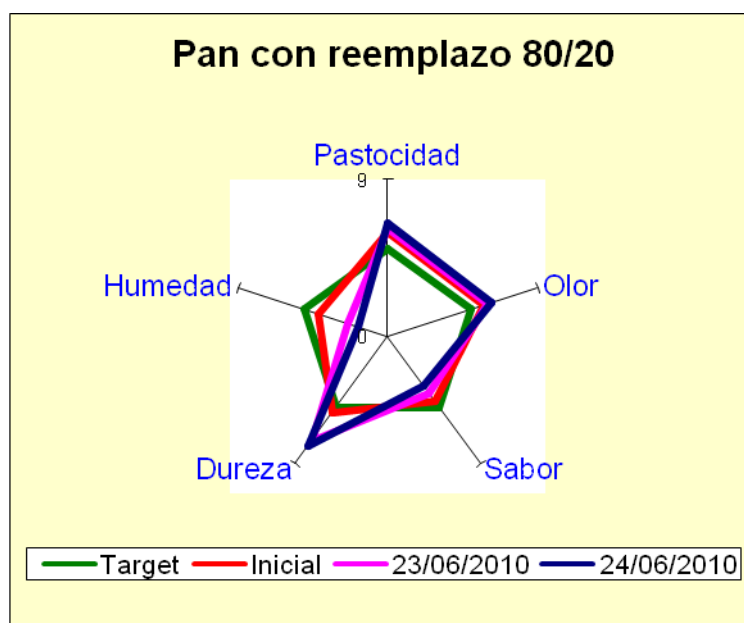 Pan con reemplazo 80/20
Pastocidad
9
Olor
Humedad
0
Dureza
Sabor
Target Inicial 23/06/2010 24/06/2010